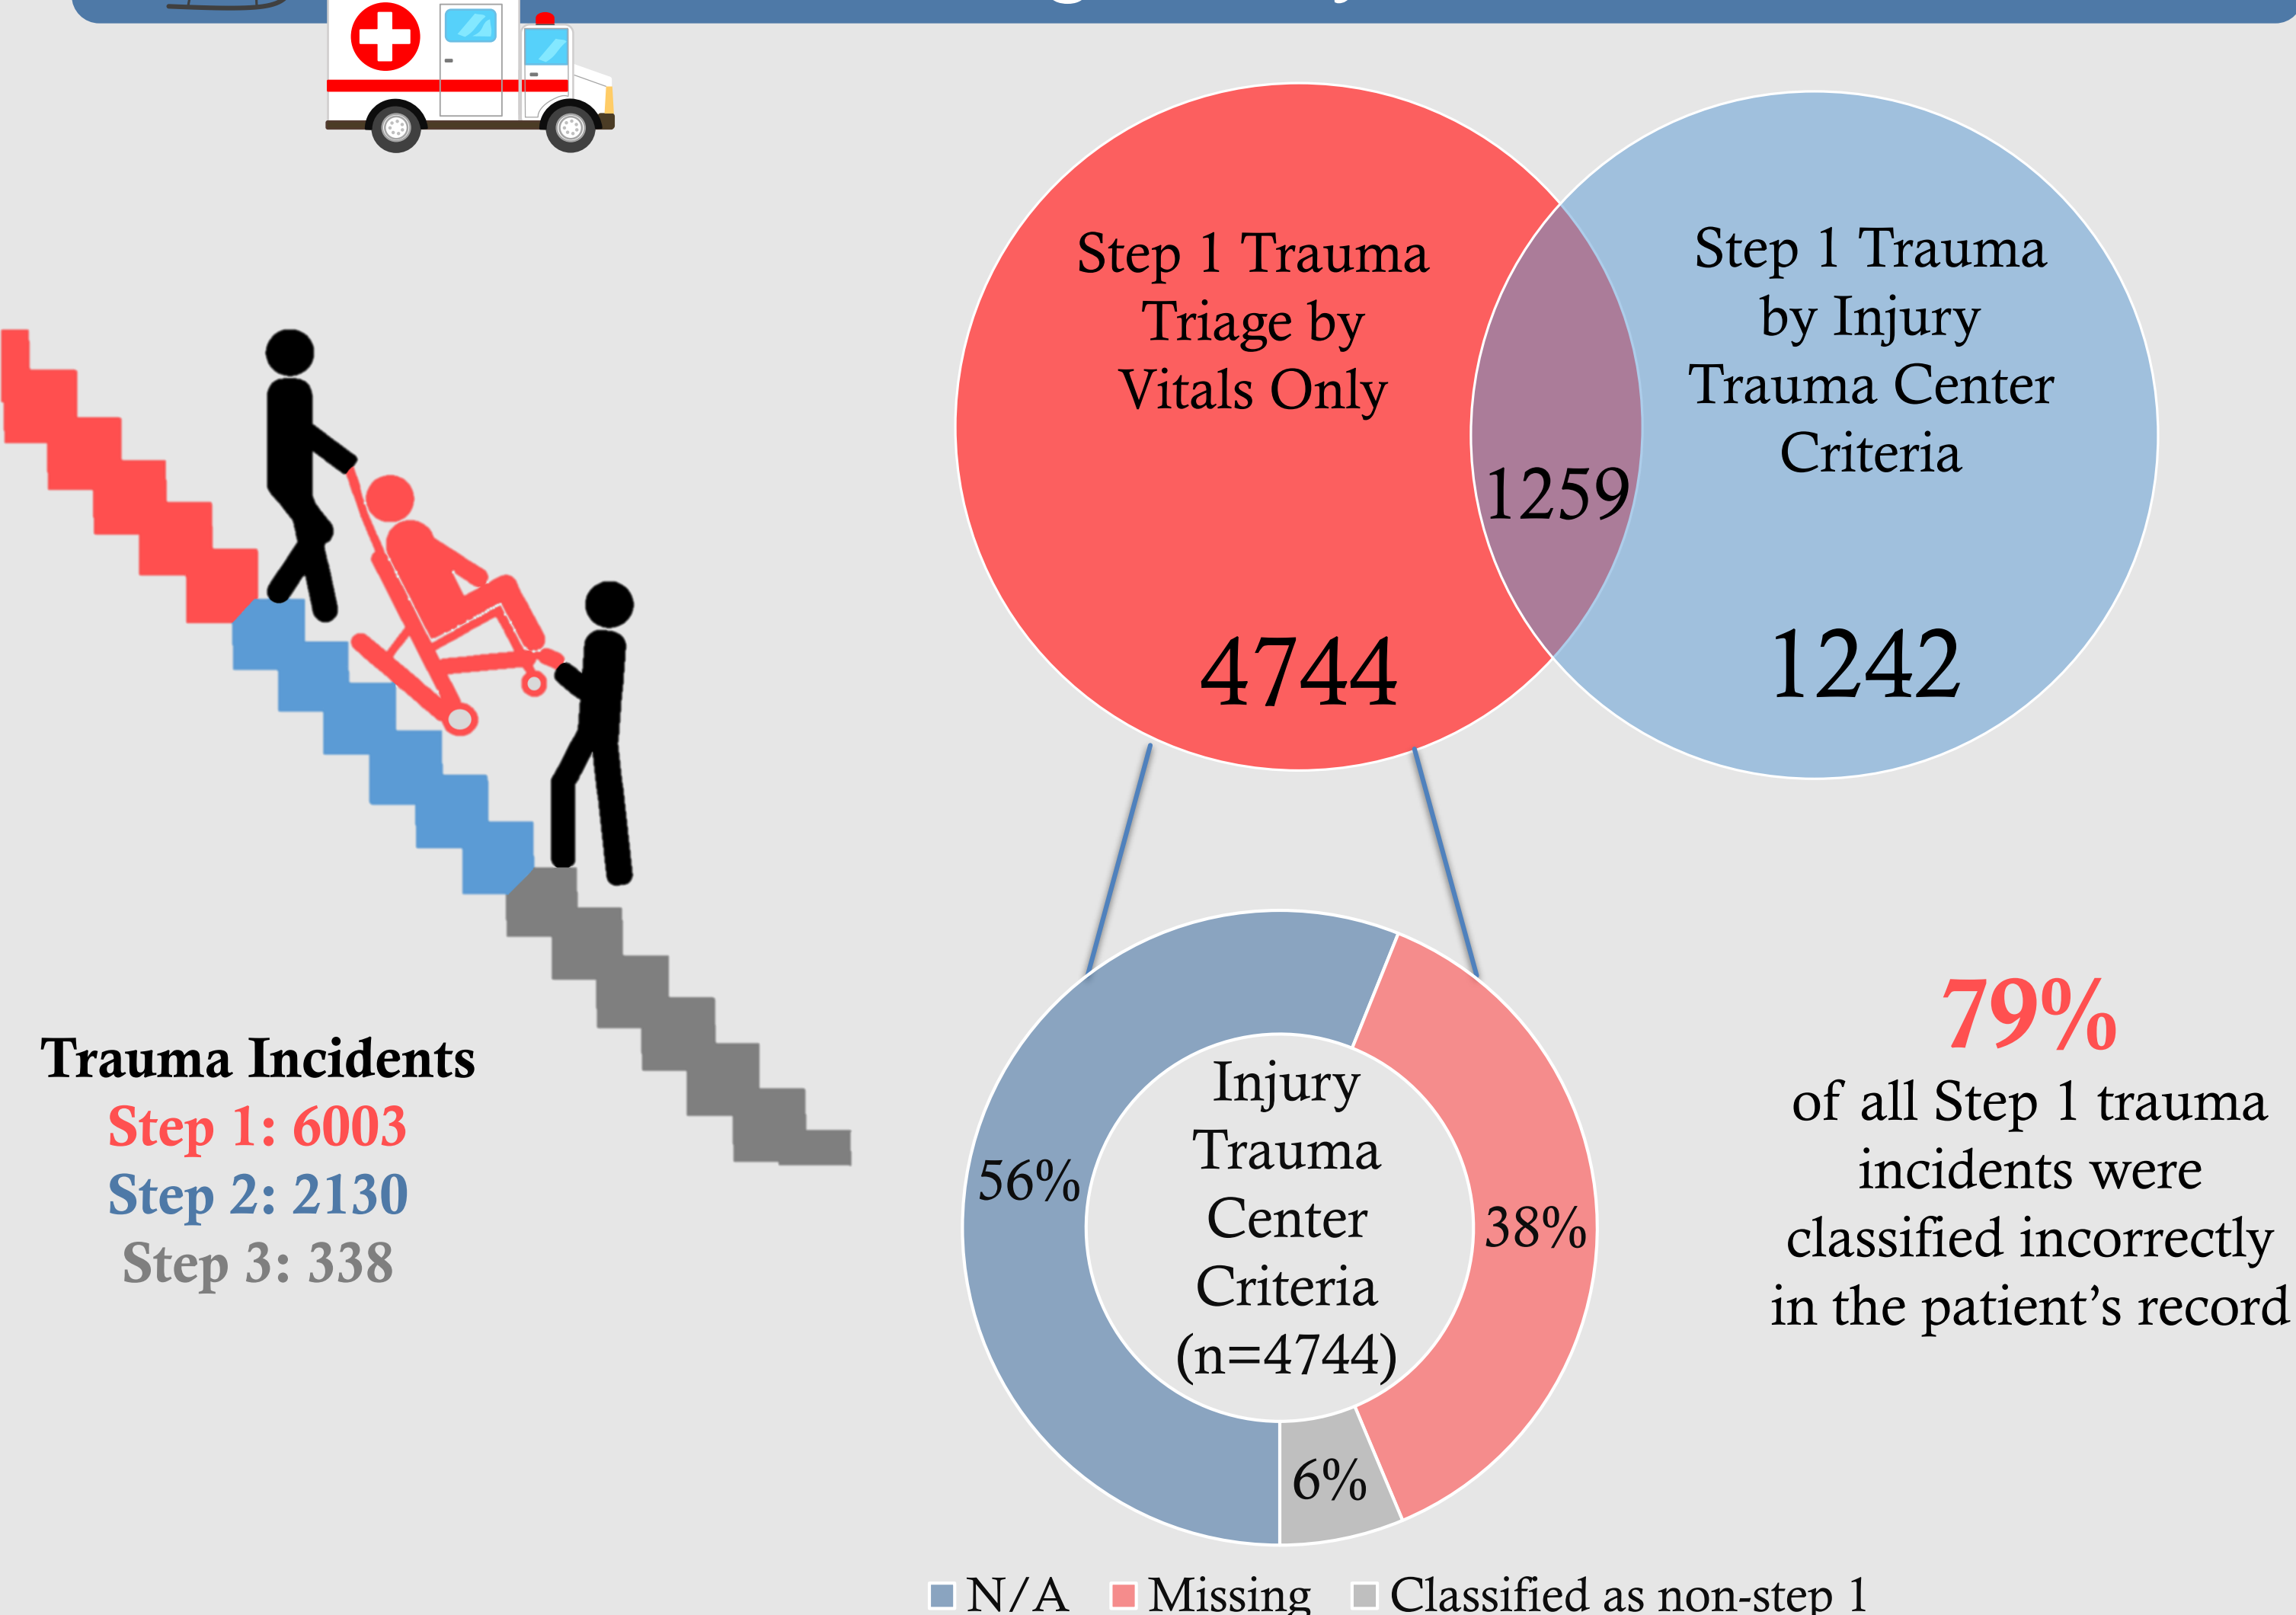 Step 1 Trauma
Triage by
Vitals Only
4744
1259
Step 1 Trauma
by Injury
Trauma Center
Criteria
1242
Trauma Incidents
Step 1: 6003
Step 2: 2130
Step 3: 338
56%
38%
6%
Injury
Trauma
Center
Criteria
(n=4744)
N/A
Missing
Classified as non-step 1
79%
of all Step 1 trauma
incidents were
classified incorrectly
in the patient’s record